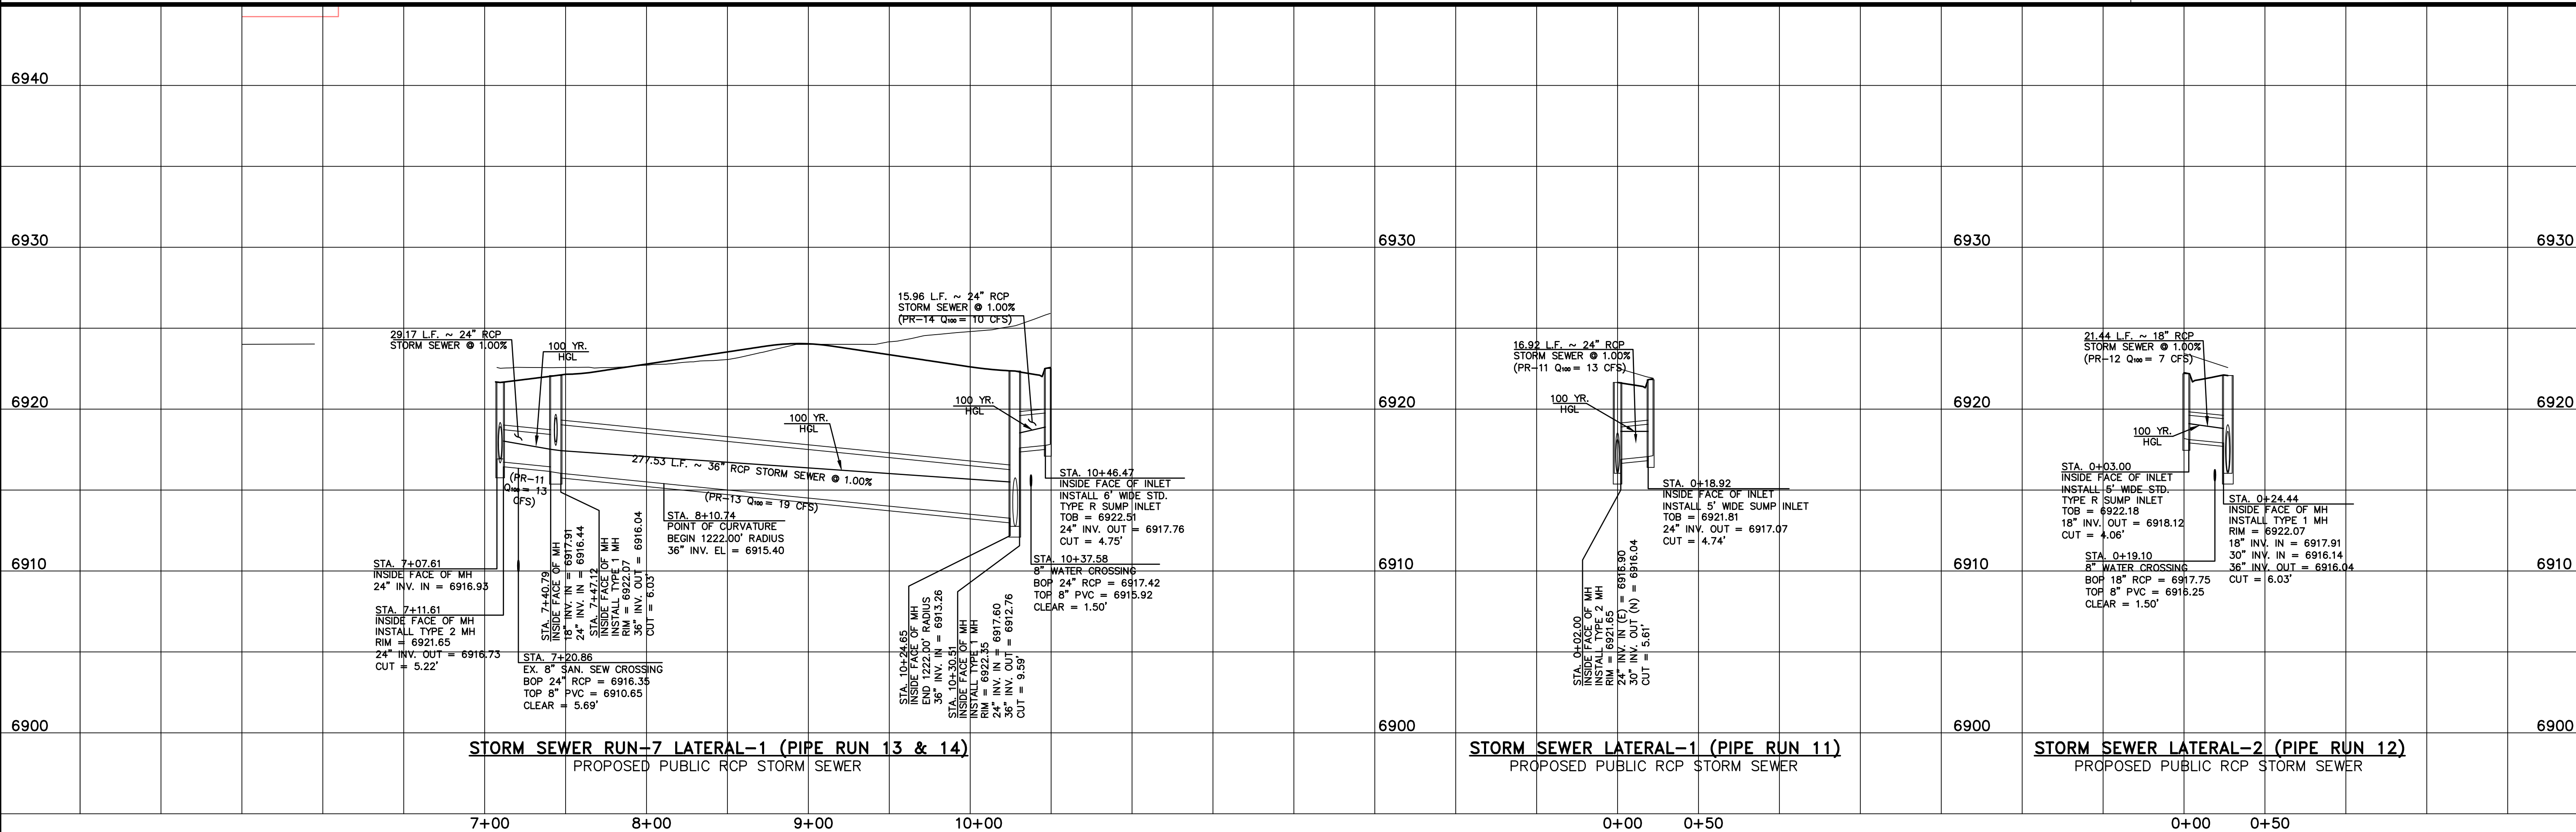 6940
6930
6930
6930
6930
15.96 L.F. ~ 24" RCP
STORM SEWER @ 1.00%
(PR-14 Q₁₀₀ = 10 CFS)
29.17 L.F. ~ 24" RCP
STORM SEWER @ 1.00%
100 YR.
HGL
16.92 L.F. ~ 24" RCP
STORM SEWER @ 1.00%
(PR-11 Q₁₀₀ = 13 CFS)
21.44 L.F. ~ 18" RCP
STORM SEWER @ 1.00%
(PR-12 Q₁₀₀ = 7 CFS)
6920
6920
6920
6920
100 YR.
HGL
100 YR.
HGL
100 YR.
HGL
100 YR.
HGL
277.53 L.F. ~ 36" RCP STORM SEWER @ 1.00%
(PR-11
Q₁₀₀ = 13
CFS)
(PR-13 Q₁₀₀ = 19 CFS)
STA. 8+10.74
POINT OF CURVATURE
BEGIN 1222.00' RADIUS
36" INV. EL = 6915.40
STA. 10+46.47
INSIDE FACE OF INLET
INSTALL 6' WIDE STD.
TYPE R SUMP INLET
TOB = 6922.51
24" INV. OUT = 6917.76
CUT = 4.75'
STA. 10+37.58
8" WATER CROSSING
BOP 24" RCP = 6917.42
TOP 8" PVC = 6915.92
CLEAR = 1.50'
STA. 0+18.92
INSIDE FACE OF INLET
INSTALL 5' WIDE SUMP INLET
TOB = 6921.81
24" INV. OUT = 6917.07
CUT = 4.74'
STA. 0+03.00
INSIDE FACE OF INLET
INSTALL 5' WIDE STD.
TYPE R SUMP INLET
TOB = 6922.18
18" INV. OUT = 6918.12
CUT = 4.06'
STA. 0+19.10
8" WATER CROSSING
BOP 18" RCP = 6917.75
TOP 8" PVC = 6916.25
CLEAR = 1.50'
STA. 0+24.44
INSIDE FACE OF MH
INSTALL TYPE 1 MH
RIM = 6922.07
18" INV. IN = 6917.91
30" INV. IN = 6916.14
36" INV. OUT = 6916.04
CUT = 6.03'
6910
6910
6910
6910
STA. 7+07.61
INSIDE FACE OF MH
24" INV. IN = 6916.93
STA. 7+11.61
INSIDE FACE OF MH
INSTALL TYPE 2 MH
RIM = 6921.65
24" INV. OUT = 6916.73
CUT = 5.22'
STA. 7+40.79
INSIDE FACE OF MH
18" INV. IN = 6917.91
24" INV. IN = 6916.44
STA. 7+47.12
INSIDE FACE OF MH
INSTALL TYPE 1 MH
RIM = 6922.07
36" INV. OUT = 6916.04
CUT = 6.03'
STA. 7+20.86
EX. 8" SAN. SEW CROSSING
BOP 24" RCP = 6916.35
TOP 8" PVC = 6910.65
CLEAR = 5.69'
STA. 10+24.65
INSIDE FACE OF MH
END 1222.00' RADIUS
36" INV. IN = 6913.26
STA. 10+30.51
INSIDE FACE OF MH
INSTALL TYPE 1 MH
RIM = 6922.35
24" INV. IN = 6917.60
36" INV. OUT = 6912.76
CUT = 9.59'
STA. 0+02.00
INSIDE FACE OF MH
INSTALL TYPE 2 MH
RIM = 6921.65
24" INV. IN (E) = 6916.90
30" INV. OUT (N) = 6916.04
CUT = 5.61'
6900
6900
6900
6900
STORM SEWER RUN-7 LATERAL-1 (PIPE RUN 13 & 14)
PROPOSED PUBLIC RCP STORM SEWER
STORM SEWER LATERAL-1 (PIPE RUN 11)
PROPOSED PUBLIC RCP STORM SEWER
STORM SEWER LATERAL-2 (PIPE RUN 12)
PROPOSED PUBLIC RCP STORM SEWER
7+00
8+00
9+00
10+00
0+00
0+50
0+00
0+50